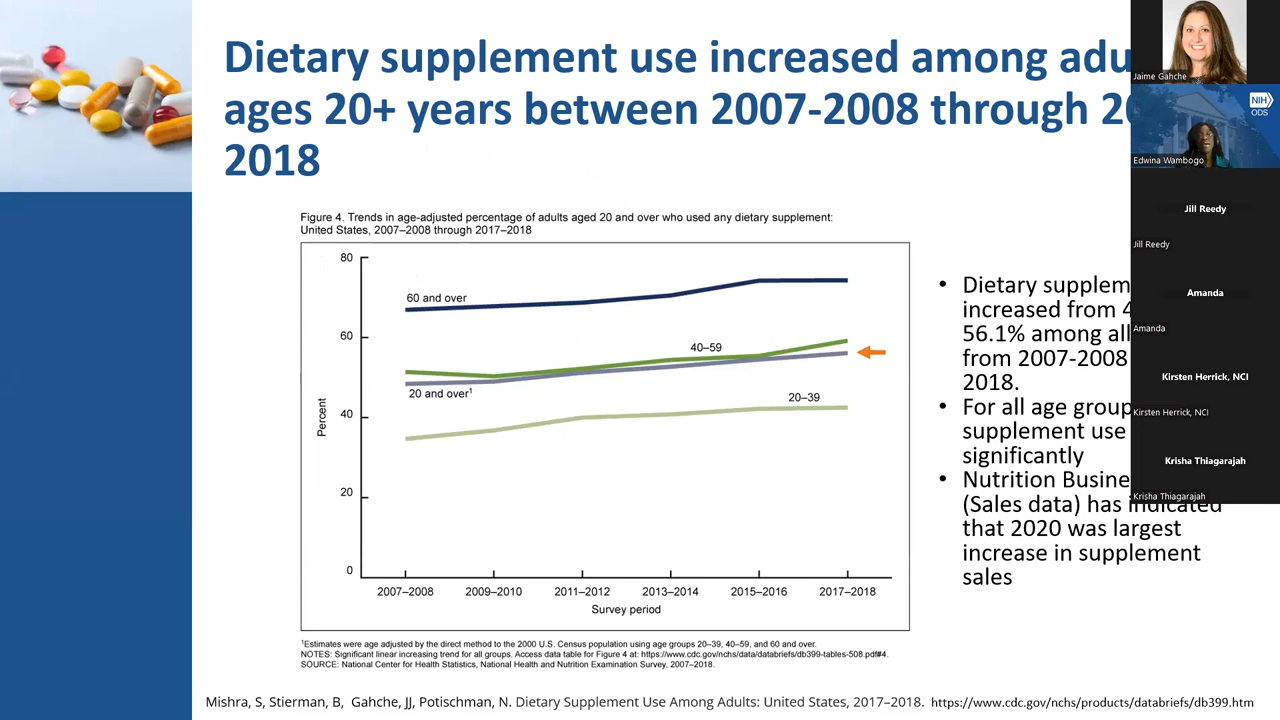 Dietary supplement use increased among adu
ages 20+ years between 2007-2008 through 20
2018
Figure 4. Trends in age-adjusted percentage of adults aged 20 and over who used any dietary supplement:
United States, 2007–2008 through 2017–2018
80
60
40
20
0
Percent
60 and over
40–59
20 and over¹
20–39
2007–2008
2009–2010
2011–2012
2013–2014
2015–2016
2017–2018
Survey period
¹Estimates were age adjusted by the direct method to the 2000 U.S. Census population using age groups 20–39, 40–59, and 60 and over.
NOTES: Significant linear increasing trend for all groups. Access data table for Figure 4 at: https://www.cdc.gov/nchs/data/databriefs/db399-tables-508.pdf#4.
SOURCE: National Center for Health Statistics, National Health and Nutrition Examination Survey, 2007–2018.
• Dietary supplem
increased from 4
56.1% among all
from 2007-2008
2018.
• For all age group
supplement use
significantly
• Nutrition Busine
(Sales data) has indicated
that 2020 was largest
increase in supplement
sales
Mishra, S, Stierman, B, Gahche, JJ, Potischman, N. Dietary Supplement Use Among Adults: United States, 2017–2018. https://www.cdc.gov/nchs/products/databriefs/db399.htm
Jaime Gahche
NIH
ODS
Edwina Wambogo
Jill Reedy
Jill Reedy
Amanda
Amanda
Kirsten Herrick, NCI
Kirsten Herrick, NCI
Krisha Thiagarajah
Krisha Thiagarajah